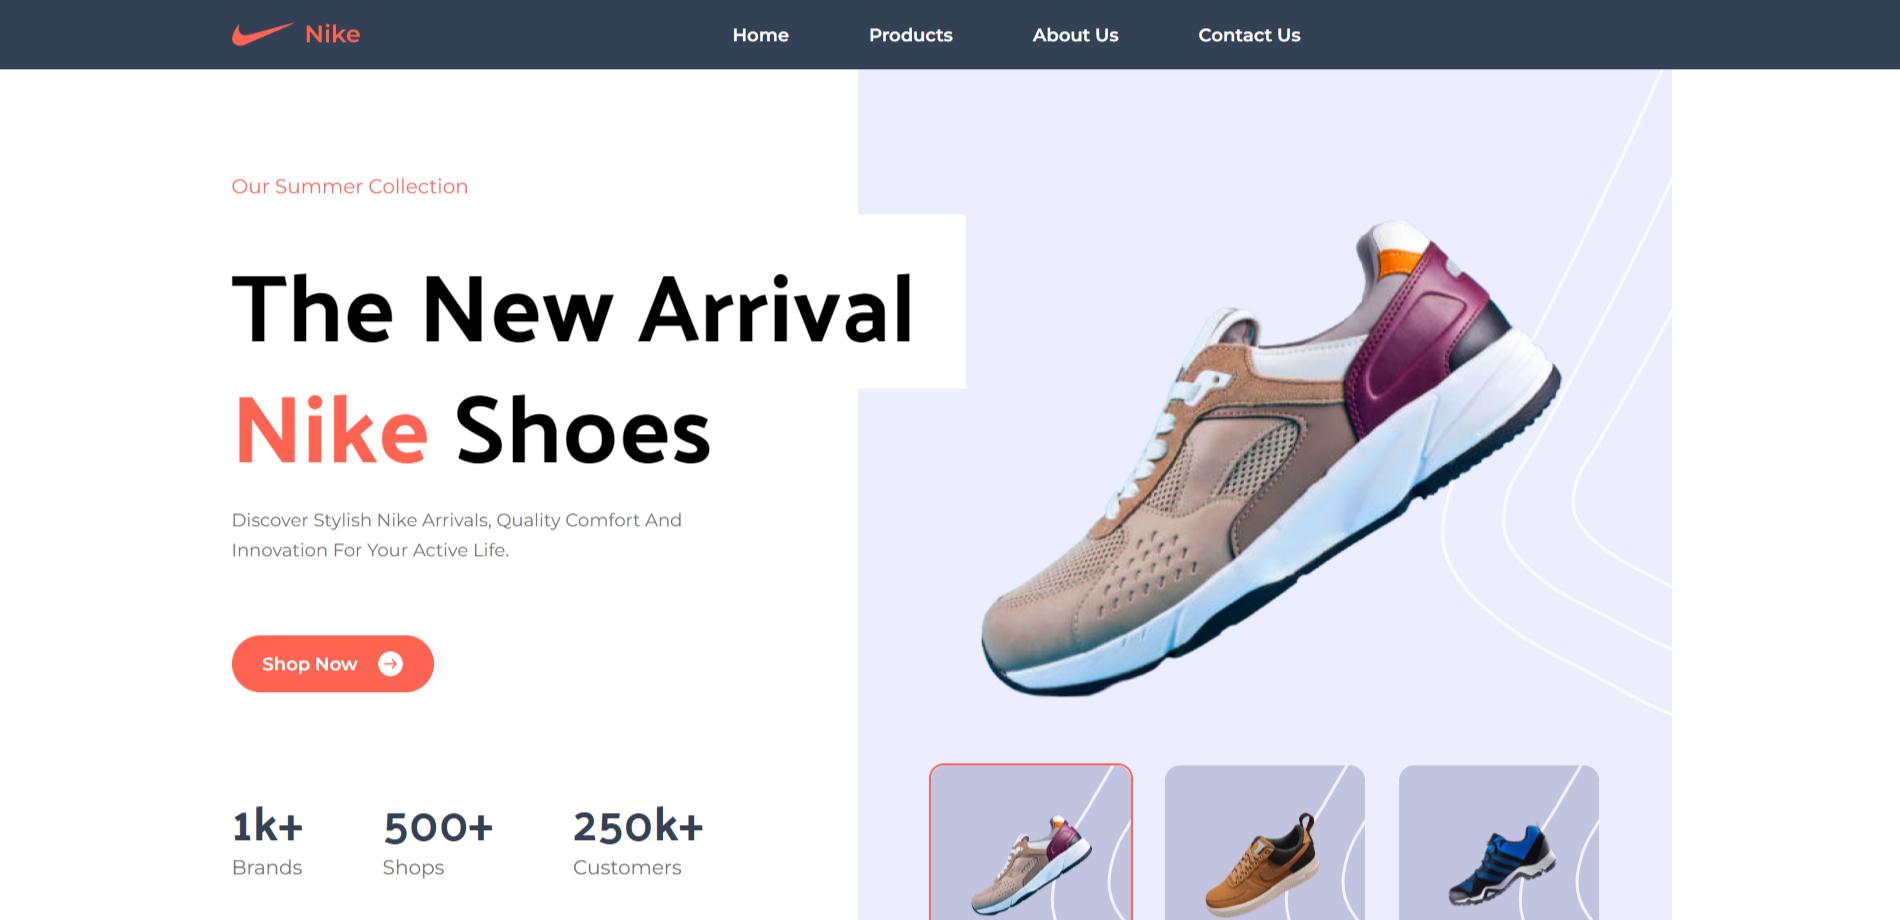 Nike
Home
Products
About Us
Contact Us
Our Summer Collection
The New Arrival
Nike Shoes
Discover Stylish Nike Arrivals, Quality Comfort And
Innovation For Your Active Life.
Shop Now
1k+
Brands
500+
Shops
250k+
Customers